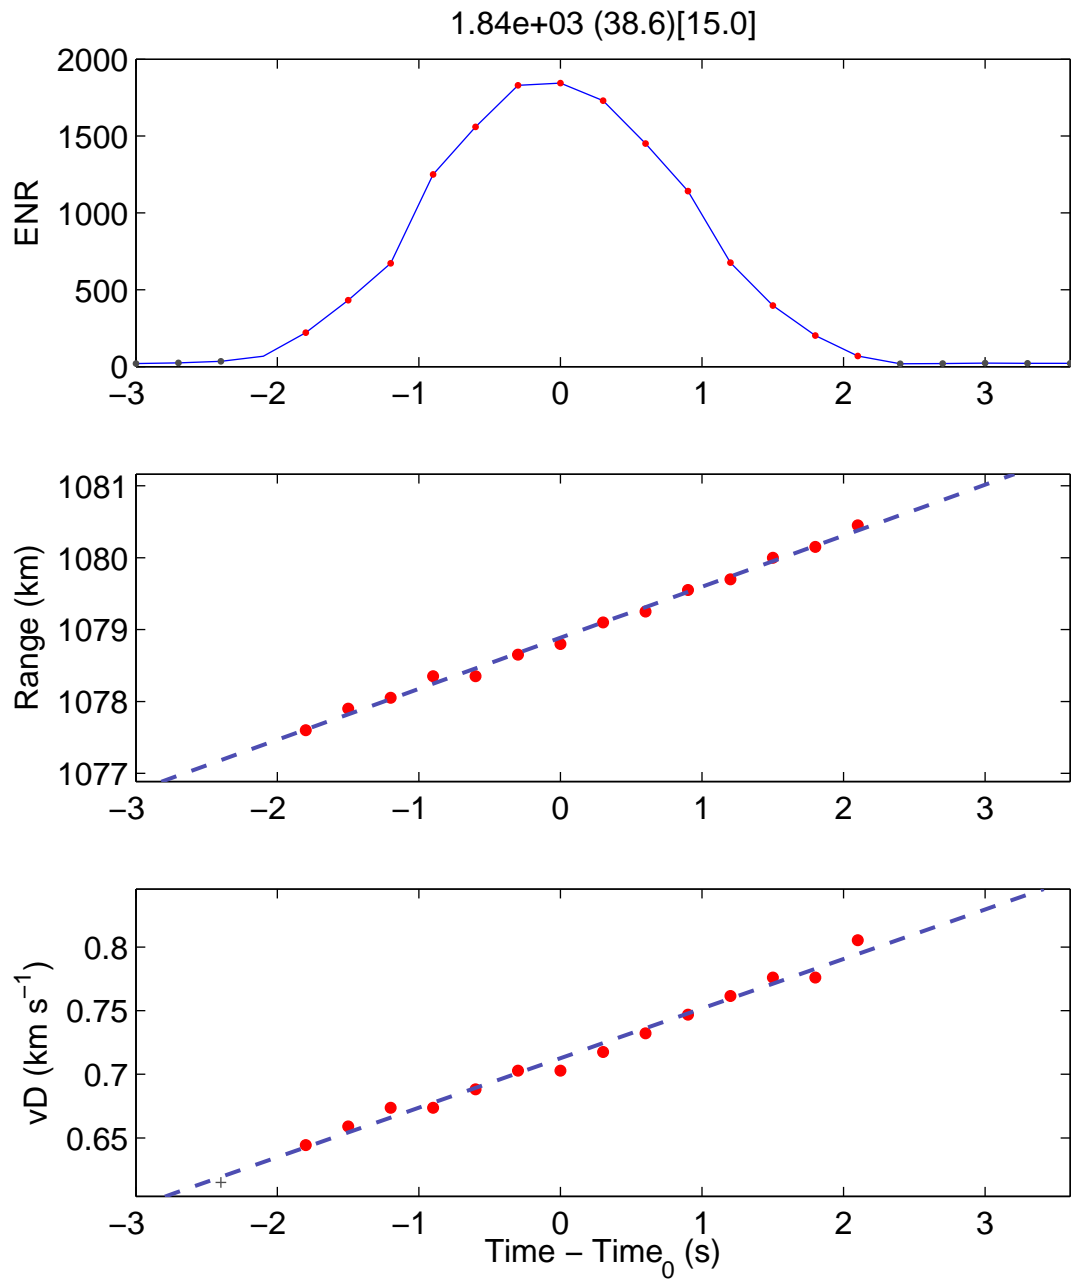 1.84e+03 (38.6)[15.0]
2000
1500
1000
500
0
ENR
−3 −2 −1 0 1 2 3
1081
1080
1079
1078
1077
Range (km)
−3 −2 −1 0 1 2 3
0.8
0.75
0.7
0.65
vD (km s⁻¹)
−3 −2 −1 0 1 2 3
Time − Time₀ (s)